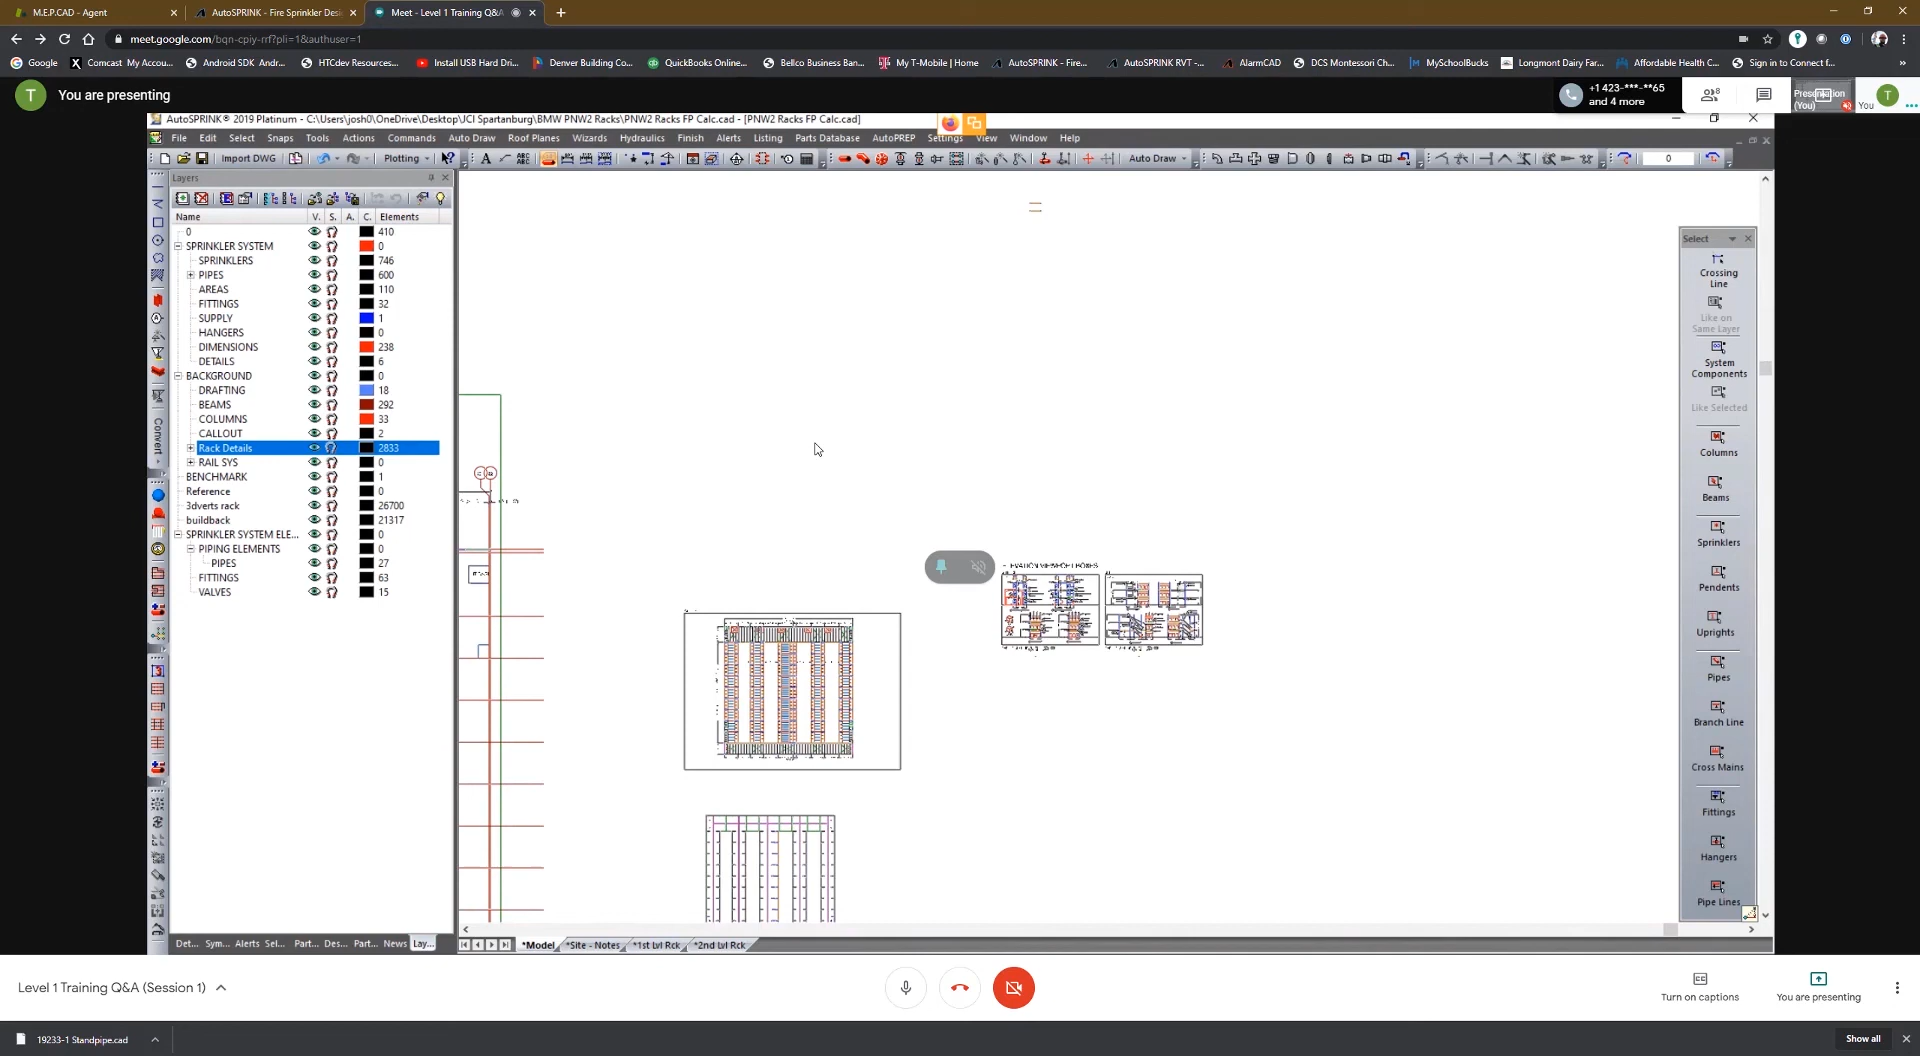 M.E.P.CAD - Agent
AutoSPRINK - Fire Sprinkler Desi
Meet - Level 1 Training Q&A
meet.google.com/bqn-cpiy-rrf?pli=1&authuser=1
Google
Comcast My Accou...
Android SDK Andr...
HTCdev Resources...
Install USB Hard Dri...
Denver Building Co...
QuickBooks Online...
Bellco Business Ban...
My T-Mobile | Home
AutoSPRINK - Fire...
AutoSPRINK RVT -...
AlarmCAD
DCS Montessori Ch...
MySchoolBucks
Longmont Dairy Far...
Affordable Health C...
Sign in to Connect f...
T
You are presenting
+1 423-***-**65
and 4 more
8
Presentation
(You)
You
T
AutoSPRINK® 2019 Platinum - C:\Users\josh0\OneDrive\Desktop\JCI Spartanburg\BMW PNW2 Racks\PNW2 Racks FP Calc.cad - [PNW2 Racks FP Calc.cad]
File Edit Select Snaps Tools Actions Commands Auto Draw Roof Planes Wizards Hydraulics Finish Alerts Listing Parts Database AutoPREP Settings View Window Help
Import DWG
Plotting
Auto Draw
0
Layers
Name V. S. A. C. Elements
0 410
SPRINKLER SYSTEM 0
SPRINKLERS 746
PIPES 600
AREAS 110
FITTINGS 32
SUPPLY 1
HANGERS 0
DIMENSIONS 238
DETAILS 6
BACKGROUND 0
DRAFTING 18
BEAMS 292
COLUMNS 33
CALLOUT 2
Rack Details 2833
RAIL SYS 0
BENCHMARK 1
Reference 0
3dverts rack 26700
buildback 21317
SPRINKLER SYSTEM ELE... 0
PIPING ELEMENTS 0
PIPES 27
FITTINGS 63
VALVES 15
Convert
Select
Crossing
Line
Like on
Same Layer
System
Components
Like Selected
Columns
Beams
Sprinklers
Pendents
Uprights
Pipes
Branch Line
Cross Mains
Fittings
Hangers
Pipe Lines
Det... Sym... Alerts Sel... Part... Des... Part... News Lay...
*Model *Site - Notes *1st Lvl Rck *2nd Lvl Rck
Level 1 Training Q&A (Session 1)
Turn on captions
You are presenting
19233-1 Standpipe.cad
Show all